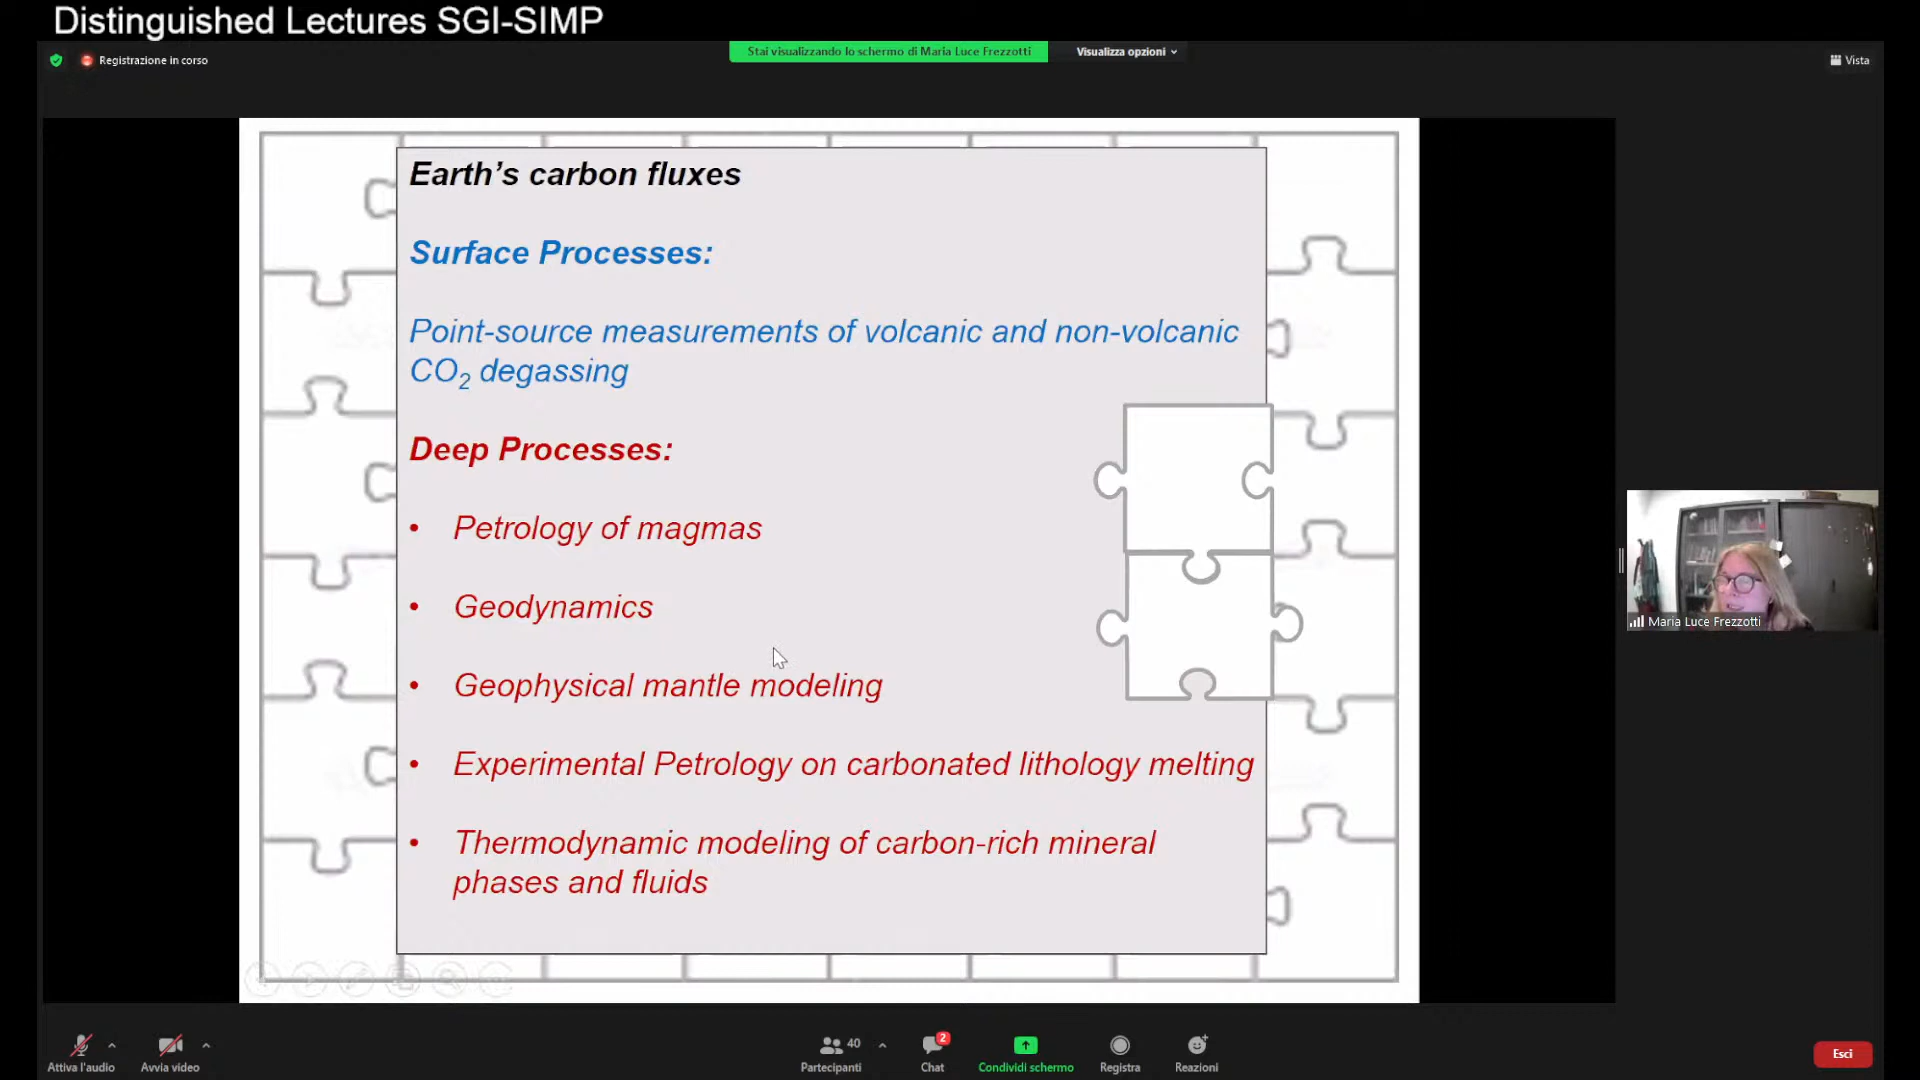 Distinguished Lectures SGI-SIMP
Registrazione in corso
Stai visualizzando lo schermo di Maria Luce Frezzotti
Visualizza opzioni
Vista
Earth’s carbon fluxes
Surface Processes:
Point-source measurements of volcanic and non-volcanic
CO₂ degassing
Deep Processes:
• Petrology of magmas
• Geodynamics
• Geophysical mantle modeling
• Experimental Petrology on carbonated lithology melting
• Thermodynamic modeling of carbon-rich mineral
phases and fluids
Maria Luce Frezzotti
Attiva l'audio
Avvia video
40
Partecipanti
2
Chat
Condividi schermo
Registra
Reazioni
Esci